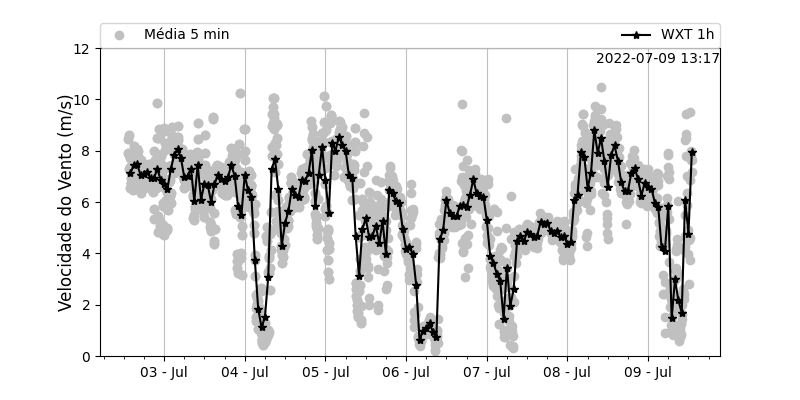 Média 5 min
WXT 1h
2022-07-09 13:17
Velocidade do Vento (m/s)
12
10
8
6
4
2
0
03 - Jul
04 - Jul
05 - Jul
06 - Jul
07 - Jul
08 - Jul
09 - Jul